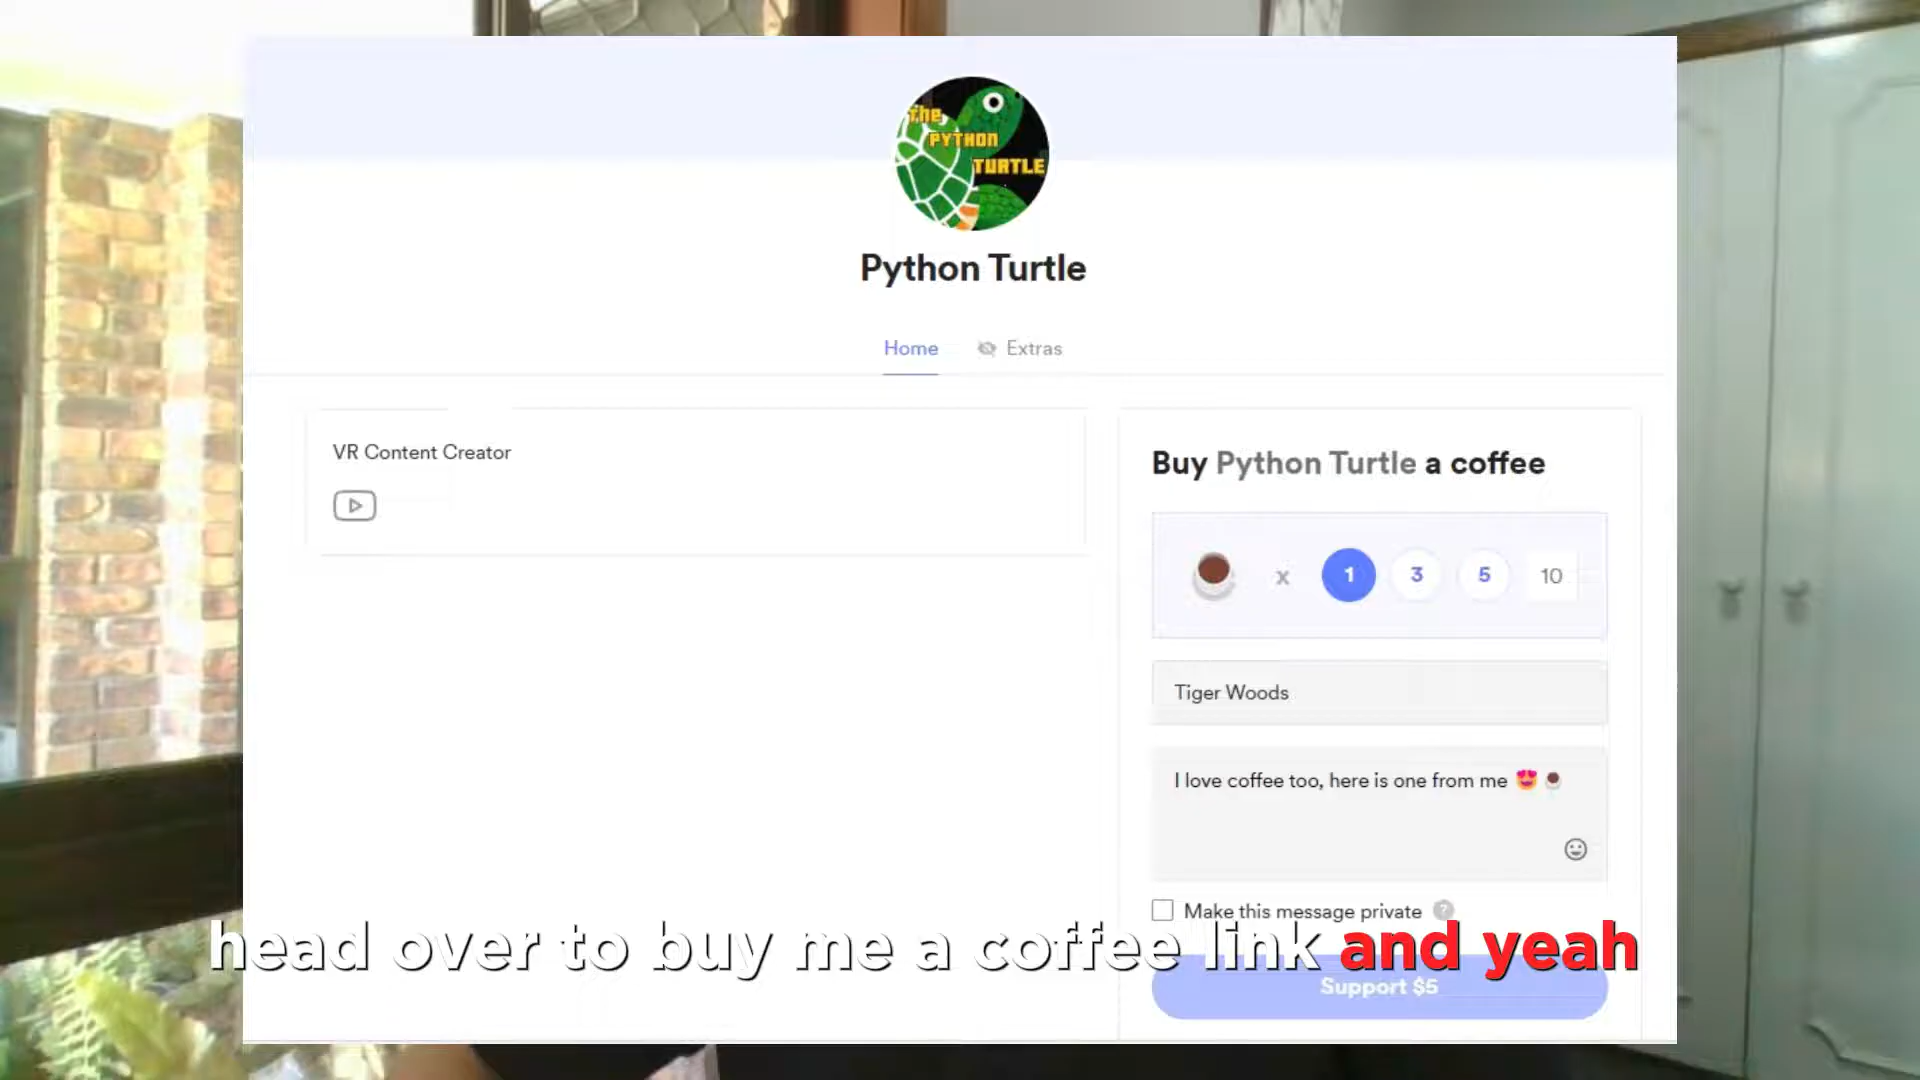 The
PYTHON
TURTLE
Python Turtle
Home
Extras
VR Content Creator
Buy Python Turtle a coffee
x
1
3
5
10
Tiger Woods
I love coffee too, here is one from me 😍 ☕
Make this message private ?
head over to buy me a coffee link and yeah
Support $5